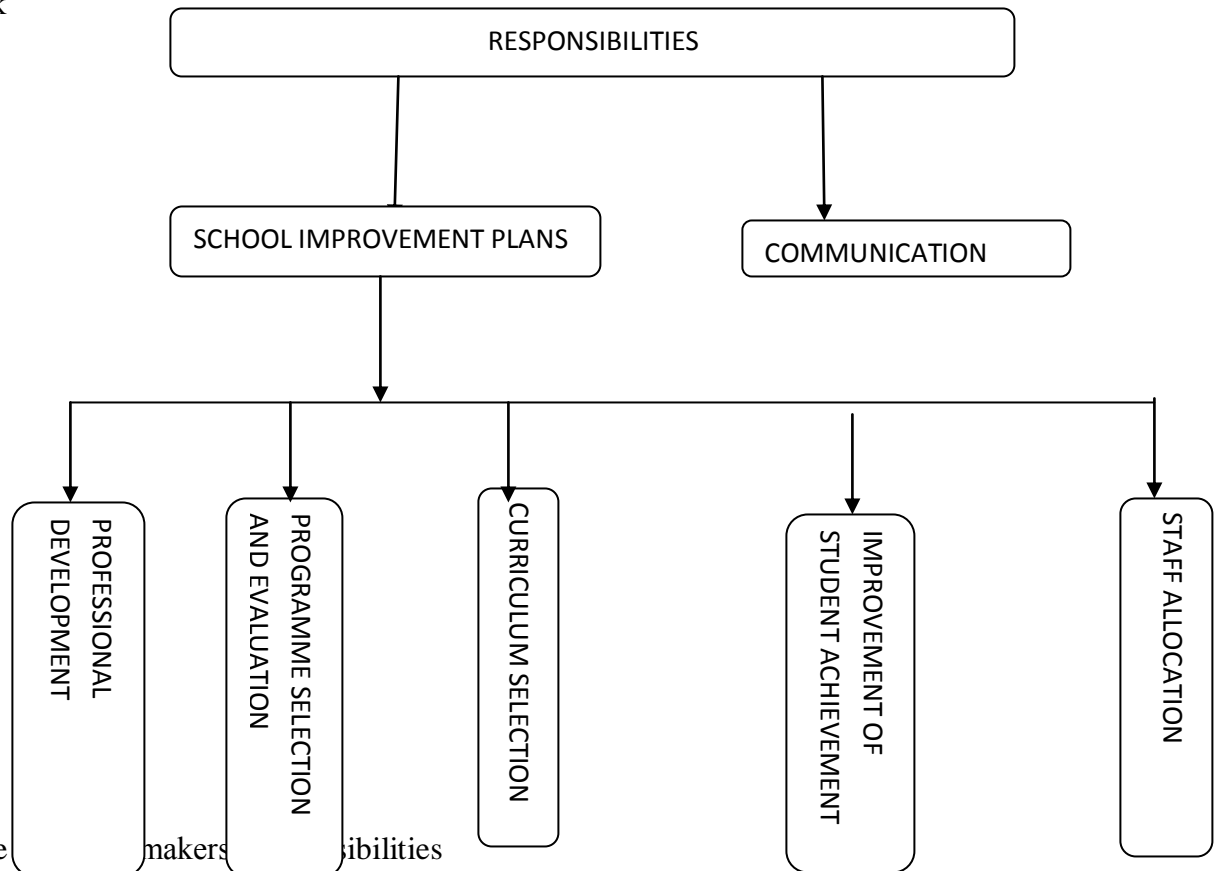 RESPONSIBILITIES
SCHOOL IMPROVEMENT PLANS
COMMUNICATION
PROFESSIONAL
DEVELOPMENT
PROGRAMME SELECTION
AND EVALUATION
CURRICULUM SELECTION
IMPROVEMENT OF
STUDENT ACHIEVEMENT
STAFF ALLOCATION
makers